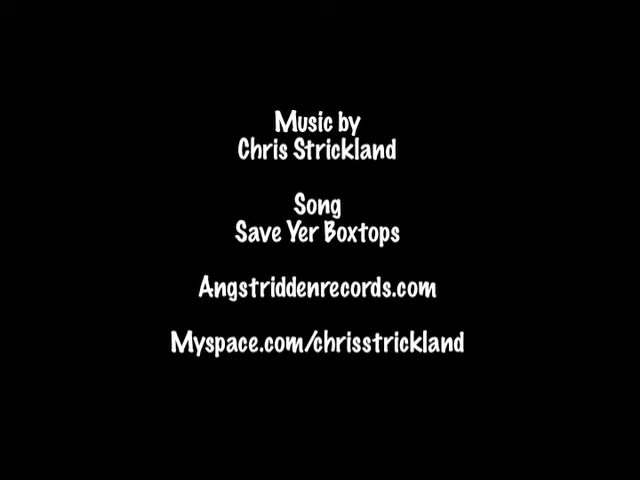 Music by
Chris Strickland
Song
Save Yer Boxtops
Angstriddenrecords.com
Myspace.com/chrisstrickland